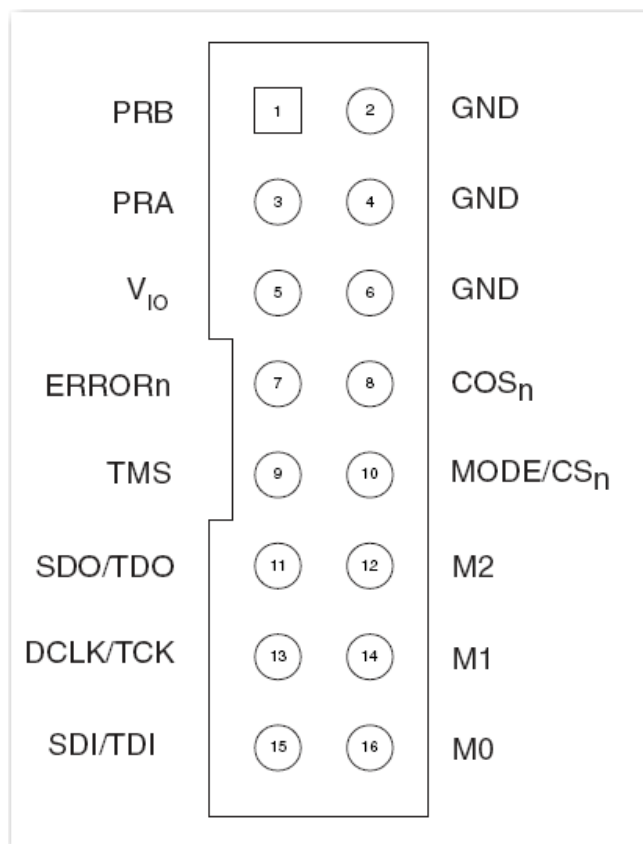 PRB 1 2 GND
PRA 3 4 GND
VIO 5 6 GND
ERRORn 7 8 COSn
TMS 9 10 MODE/CSn
SDO/TDO 11 12 M2
DCLK/TCK 13 14 M1
SDI/TDI 15 16 M0